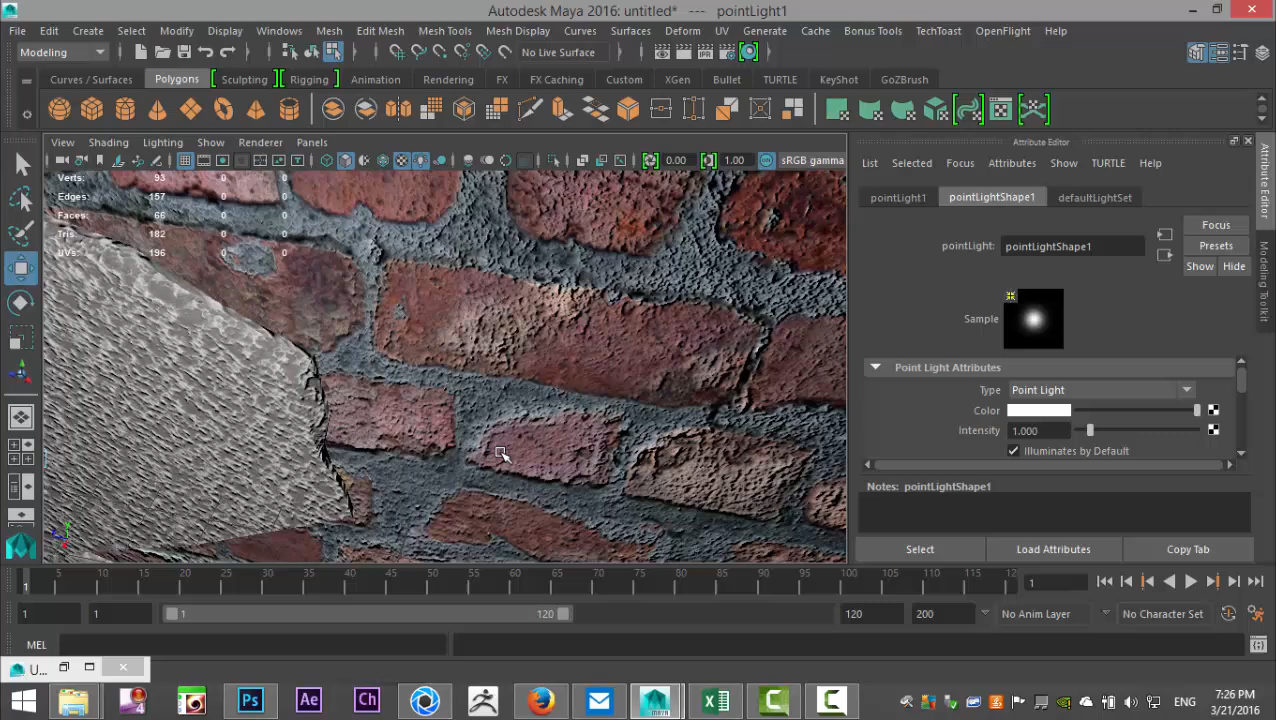 Autodesk Maya 2016: untitled* --- pointLight1
File Edit Create Select Modify Display Windows Mesh Edit Mesh Mesh Tools Mesh Display Curves Surfaces Deform UV Generate Cache Bonus Tools TechToast OpenFlight Help
Modeling No Live Surface
Curves / Surfaces Polygons Sculpting Rigging Animation Rendering FX FX Caching Custom XGen Bullet TURTLE KeyShot GoZBrush
View Shading Lighting Show Renderer Panels
0.00 1.00 sRGB gamma
Verts: 93 0 0
Edges: 157 0 0
Faces: 66 0 0
Tris: 182 0 0
UVs: 196 0 0
Attribute Editor
List Selected Focus Attributes Show TURTLE Help
pointLight1 pointLightShape1 defaultLightSet
Focus
pointLight: pointLightShape1 Presets
Show Hide
Sample
Point Light Attributes
Type Point Light
Color
Intensity 1.000
Illuminates by Default
Notes: pointLightShape1
Select Load Attributes Copy Tab
Attribute Editor
Modeling Toolkit
1 5 10 15 20 25 30 35 40 45 50 55 60 65 70 75 80 85 90 95 100 105 110 115 12 1
1 1 1 120 120 200 No Anim Layer No Character Set
MEL
U...
Ps Ae Ch MAYA
ENG
7:26 PM
3/21/2016